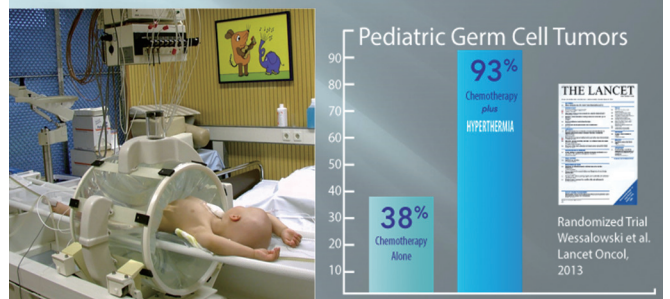 Pediatric Germ Cell Tumors
90
80
70
60
50
40
30
20
10
38%
Chemotherapy
Alone
93%
Chemotherapy
plus
HYPERTHERMIA
THE LANCET
Randomized Trial
Wessalowski et al.
Lancet Oncol,
2013